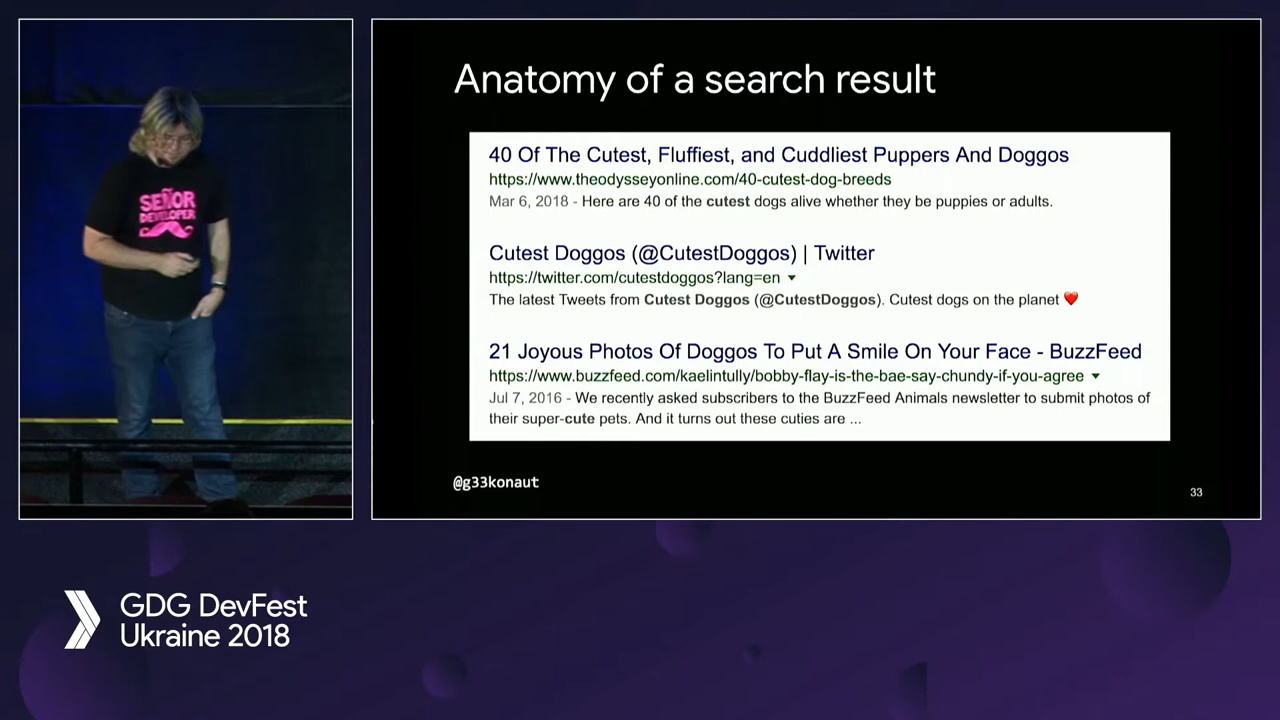 SEÑOR
DEVELOPER
Anatomy of a search result
40 Of The Cutest, Fluffiest, and Cuddliest Puppers And Doggos
https://www.theodysseyonline.com/40-cutest-dog-breeds
Mar 6, 2018 - Here are 40 of the cutest dogs alive whether they be puppies or adults.
Cutest Doggos (@CutestDoggos) | Twitter
https://twitter.com/cutestdoggos?lang=en
The latest Tweets from Cutest Doggos (@CutestDoggos). Cutest dogs on the planet ❤️
21 Joyous Photos Of Doggos To Put A Smile On Your Face - BuzzFeed
https://www.buzzfeed.com/kaelintully/bobby-flay-is-the-bae-say-chundy-if-you-agree
Jul 7, 2016 - We recently asked subscribers to the BuzzFeed Animals newsletter to submit photos of
their super-cute pets. And it turns out these cuties are ...
@g33konaut
33
GDG DevFest
Ukraine 2018